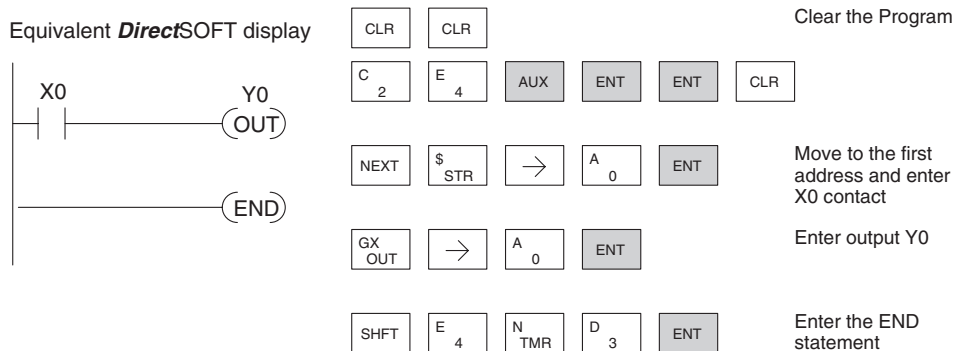 Equivalent DirectSOFT display
X0
Y0
OUT
END
CLR CLR
Clear the Program
C 2 E 4 AUX ENT ENT CLR
NEXT $ STR → A 0 ENT
Move to the first
address and enter
X0 contact
GX OUT → A 0 ENT
Enter output Y0
SHFT E 4 N TMR D 3 ENT
Enter the END
statement